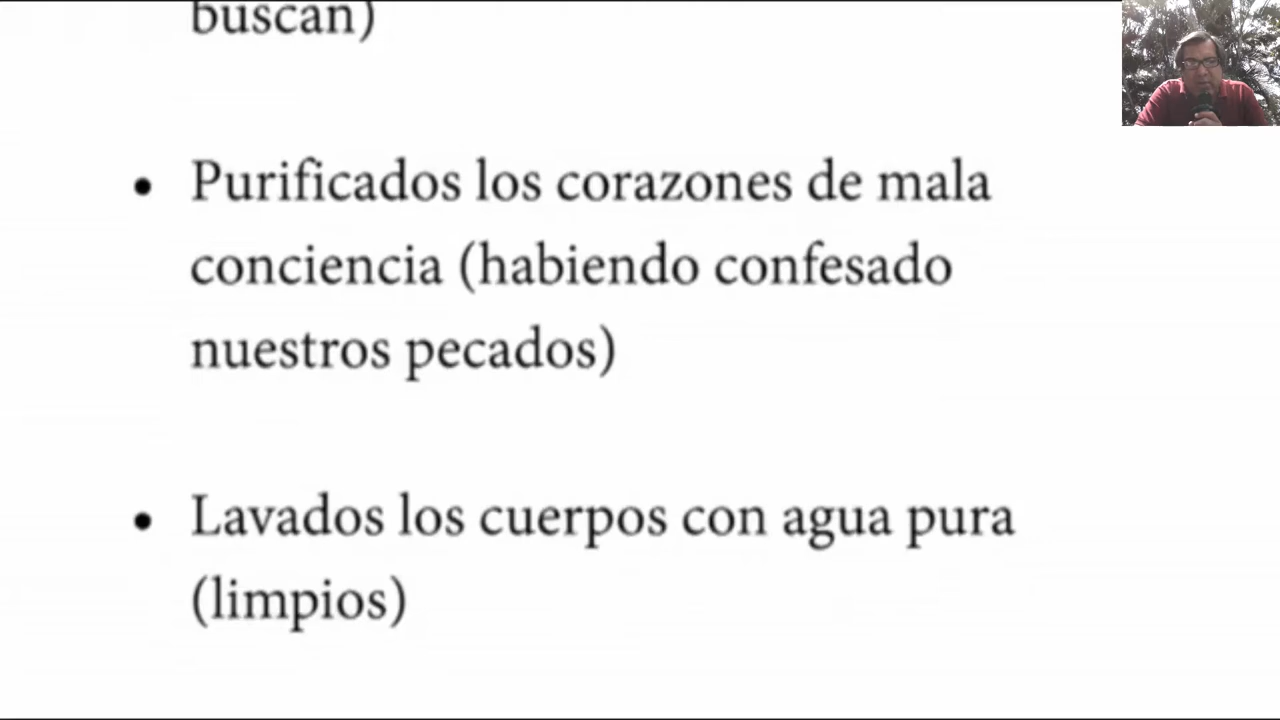 buscan)
• Purificados los corazones de mala
conciencia (habiendo confesado
nuestros pecados)
• Lavados los cuerpos con agua pura
(limpios)